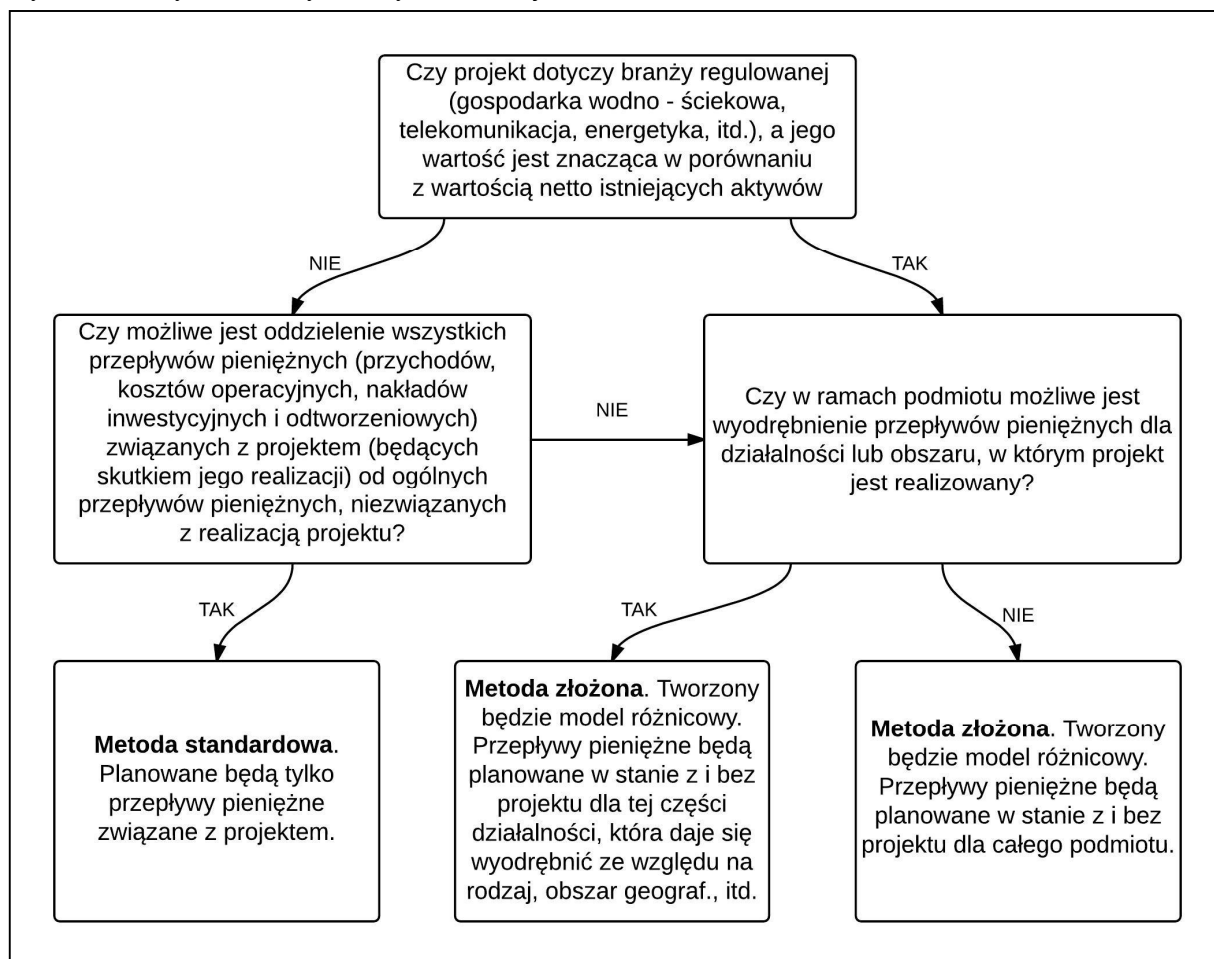 Czy projekt dotyczy branży regulowanej
(gospodarka wodno - ściekowa,
telekomunikacja, energetyka, itd.), a jego
wartość jest znacząca w porównaniu
z wartością netto istniejących aktywów
NIE
TAK
Czy możliwe jest oddzielenie wszystkich
przepływów pieniężnych (przychodów,
kosztów operacyjnych, nakładów
inwestycyjnych i odtworzeniowych)
związanych z projektem (będących
skutkiem jego realizacji) od ogólnych
przepływów pieniężnych, niezwiązanych
z realizacją projektu?
NIE
Czy w ramach podmiotu możliwe jest
wyodrębnienie przepływów pieniężnych dla
działalności lub obszaru, w którym projekt
jest realizowany?
TAK
TAK
NIE
Metoda standardowa.
Planowane będą tylko
przepływy pieniężne
związane z projektem.
Metoda złożona. Tworzony
będzie model różnicowy.
Przepływy pieniężne będą
planowane w stanie z i bez
projektu dla tej części
działalności, która daje się
wyodrębnić ze względu na
rodzaj, obszar geograf., itd.
Metoda złożona. Tworzony
będzie model różnicowy.
Przepływy pieniężne będą
planowane w stanie z i bez
projektu dla całego podmiotu.